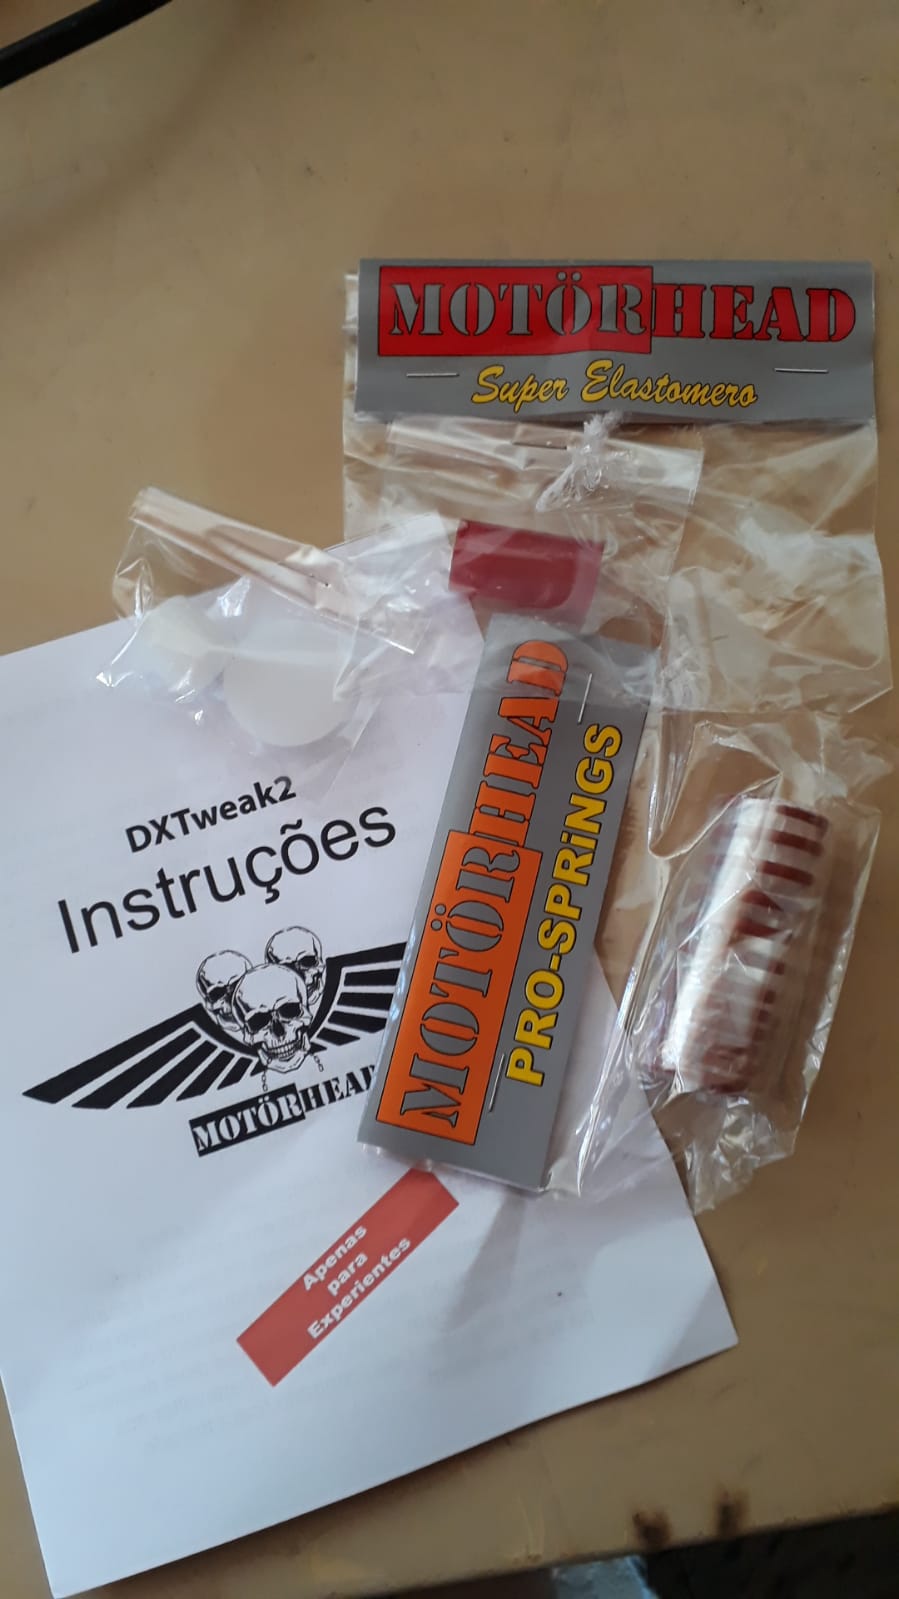 MOTÖRHEAD
Super Elastomero
MOTÖRHEAD
PRO-SPRiNGS
DXTweak2
Instruções
MOTÖRHEAD
Apenas
para
Experientes